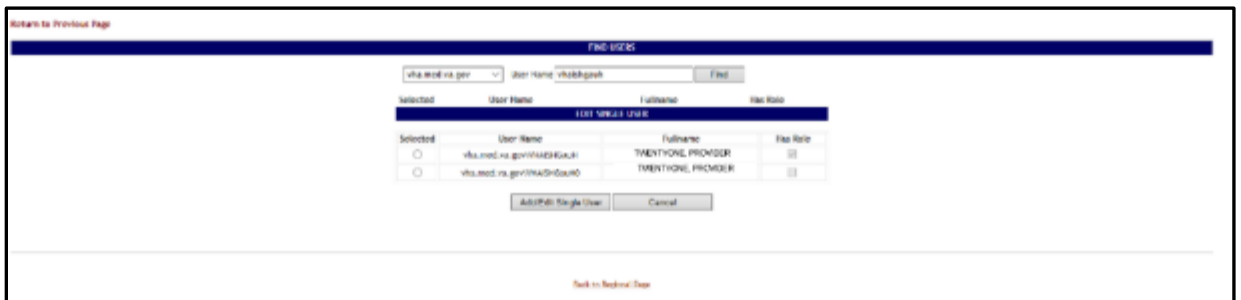 Return to Previous Page
FIND USERS
vha.med.va.gov User Name Find
Selected User Name Fullname Has Role
EDIT SINGLE USER
Selected User Name Fullname Has Role
TWENTYONE, PROVIDER
TWENTYONE, PROVIDER
Add/Edit Single User Cancel
Back to Regional Page